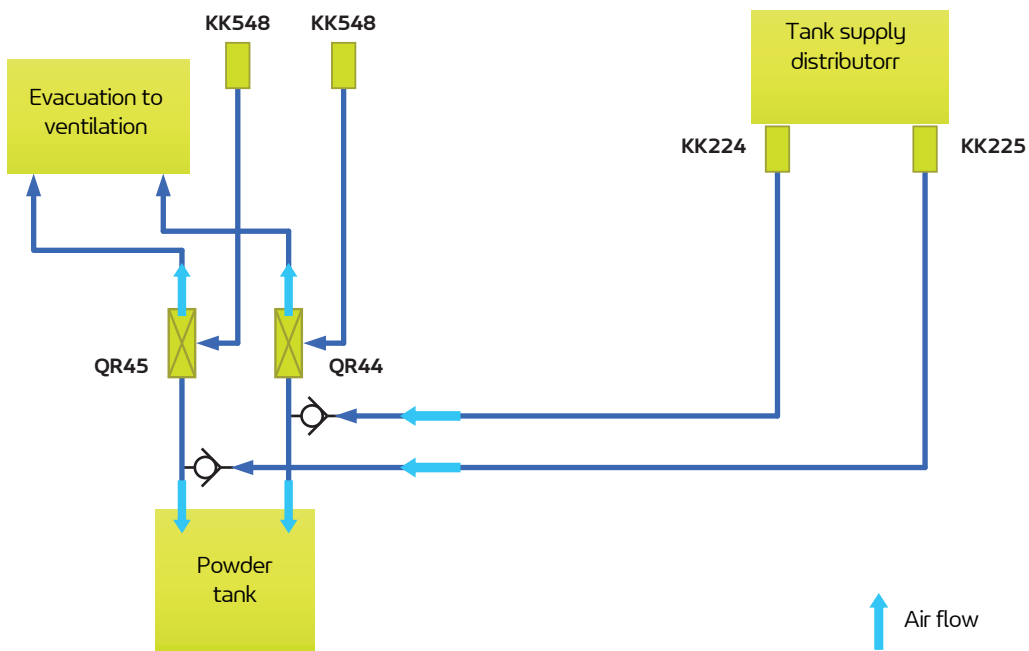 KK548
KK548
Tank supply
distributorr
Evacuation to
ventilation
KK224
KK225
QR45
QR44
Powder
tank
Air flow